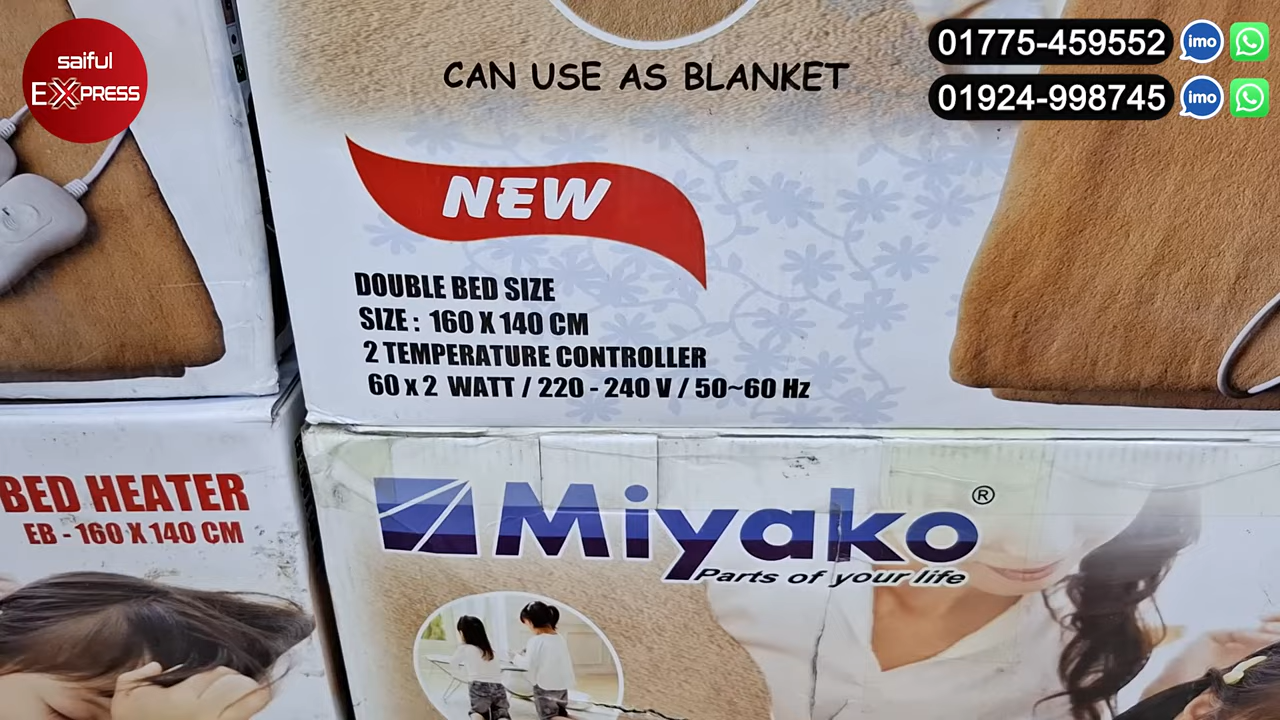 saiful
EXPRESS
01775-459552
imo
01924-998745
imo
CAN USE AS BLANKET
NEW
DOUBLE BED SIZE
SIZE : 160 X 140 CM
2 TEMPERATURE CONTROLLER
60 x 2 WATT / 220 - 240 V / 50~60 Hz
BED HEATER
EB - 160 X 140 CM
Miyako ®
Parts of your life